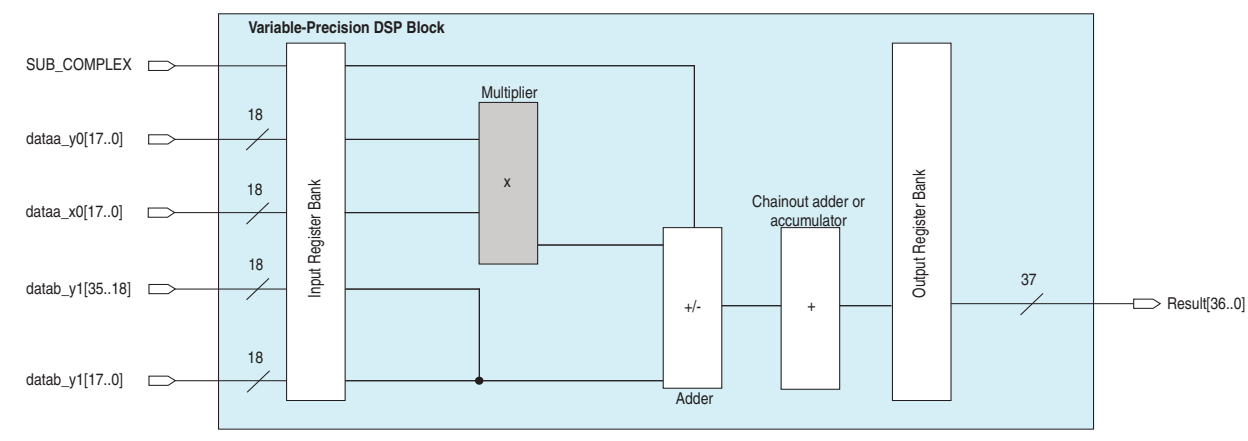 Variable-Precision DSP Block
SUB_COMPLEX
Multiplier
18
dataa_y0[17..0]
x
18
dataa_x0[17..0]
Input Register Bank
Chainout adder or
accumulator
Output Register Bank
18
datab_y1[35..18]
+/-
+
37
Result[36..0]
18
datab_y1[17..0]
Adder